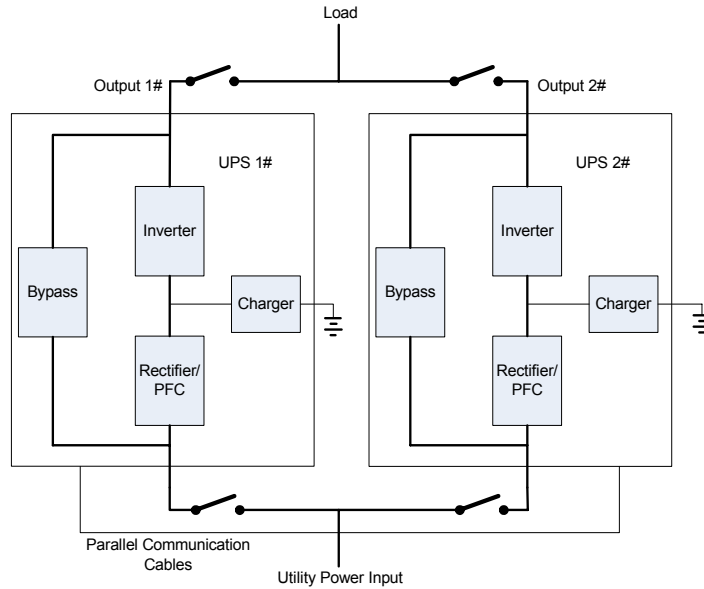 Load
Output 1#
Output 2#
UPS 1#
UPS 2#
Inverter
Inverter
Bypass
Charger
Bypass
Charger
Rectifier/
PFC
Rectifier/
PFC
Parallel Communication
Cables
Utility Power Input